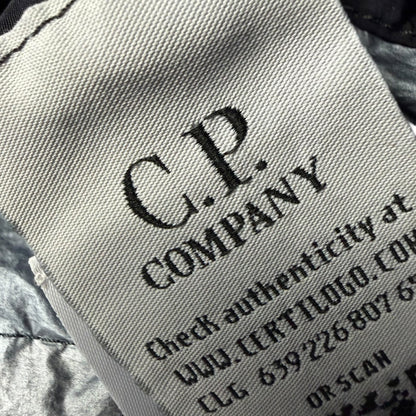 C.P.
COMPANY
Check authenticity at
WWW.CERTILOGO.COM
CLG 639 226 807 6
OR SCAN